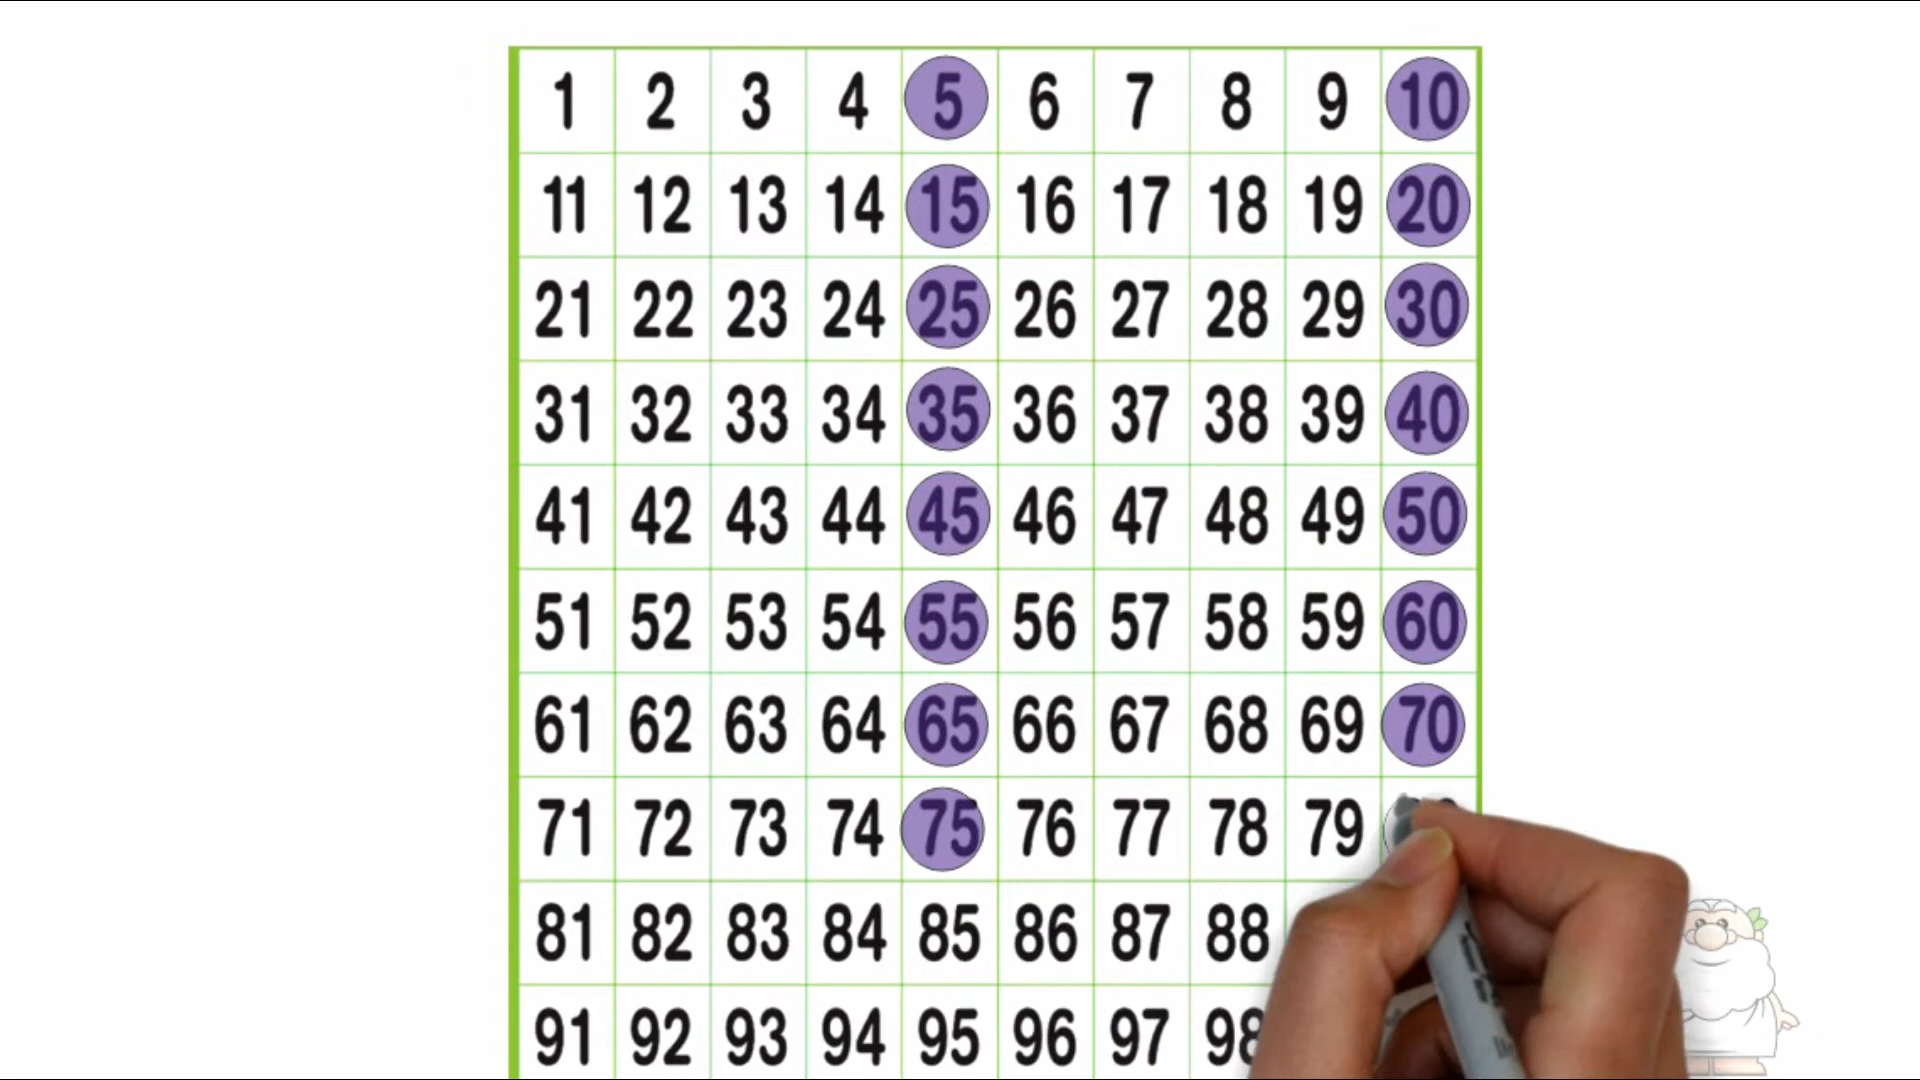 1 2 3 4 5 6 7 8 9 10
11 12 13 14 15 16 17 18 19 20
21 22 23 24 25 26 27 28 29 30
31 32 33 34 35 36 37 38 39 40
41 42 43 44 45 46 47 48 49 50
51 52 53 54 55 56 57 58 59 60
61 62 63 64 65 66 67 68 69 70
71 72 73 74 75 76 77 78 79
81 82 83 84 85 86 87 88
91 92 93 94 95 96 97 98